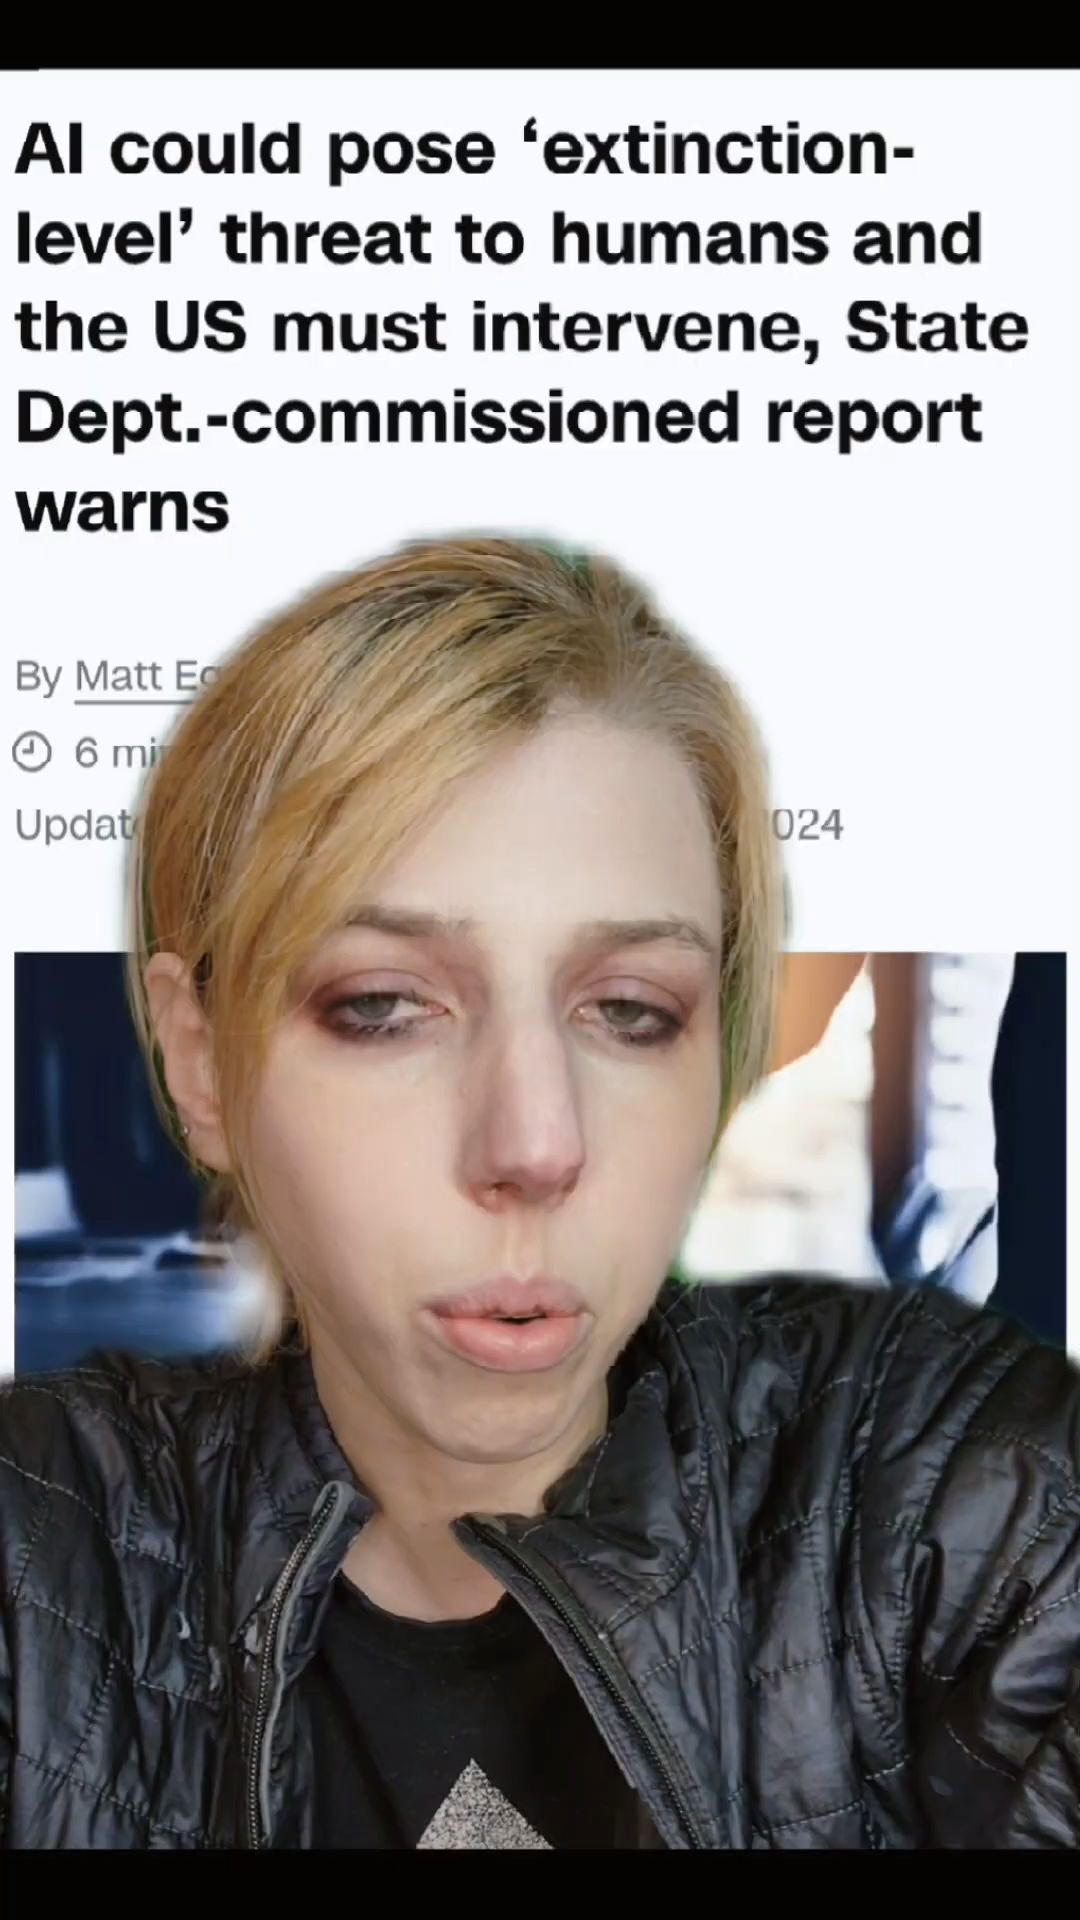 AI could pose ‘extinction-
level’ threat to humans and
the US must intervene, State
Dept.-commissioned report
warns
By Matt
6
2024